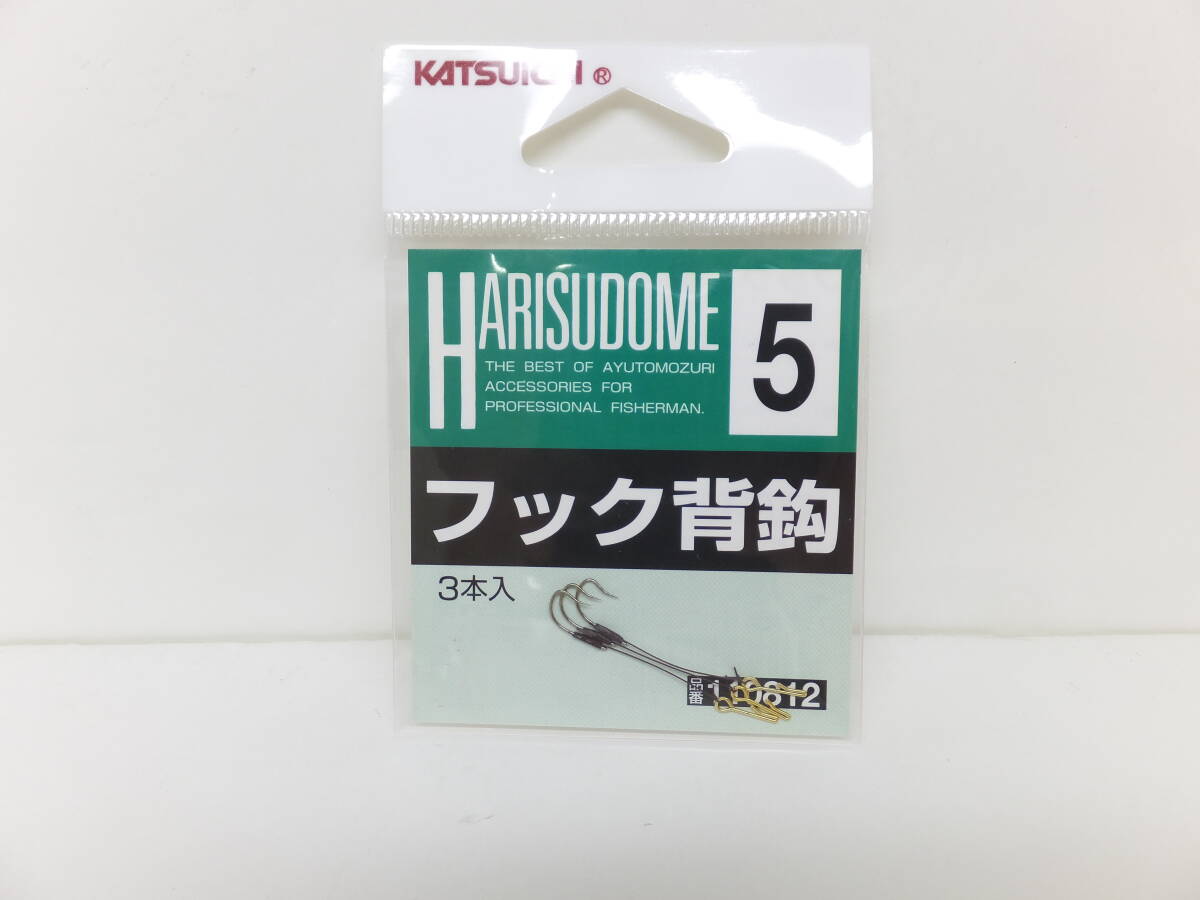 KATSUICHI ®
HARISUDOME
5
THE BEST OF AYUTOMOZURI
ACCESSORIES FOR
PROFESSIONAL FISHERMAN.
フック背鈎
3本入
品番